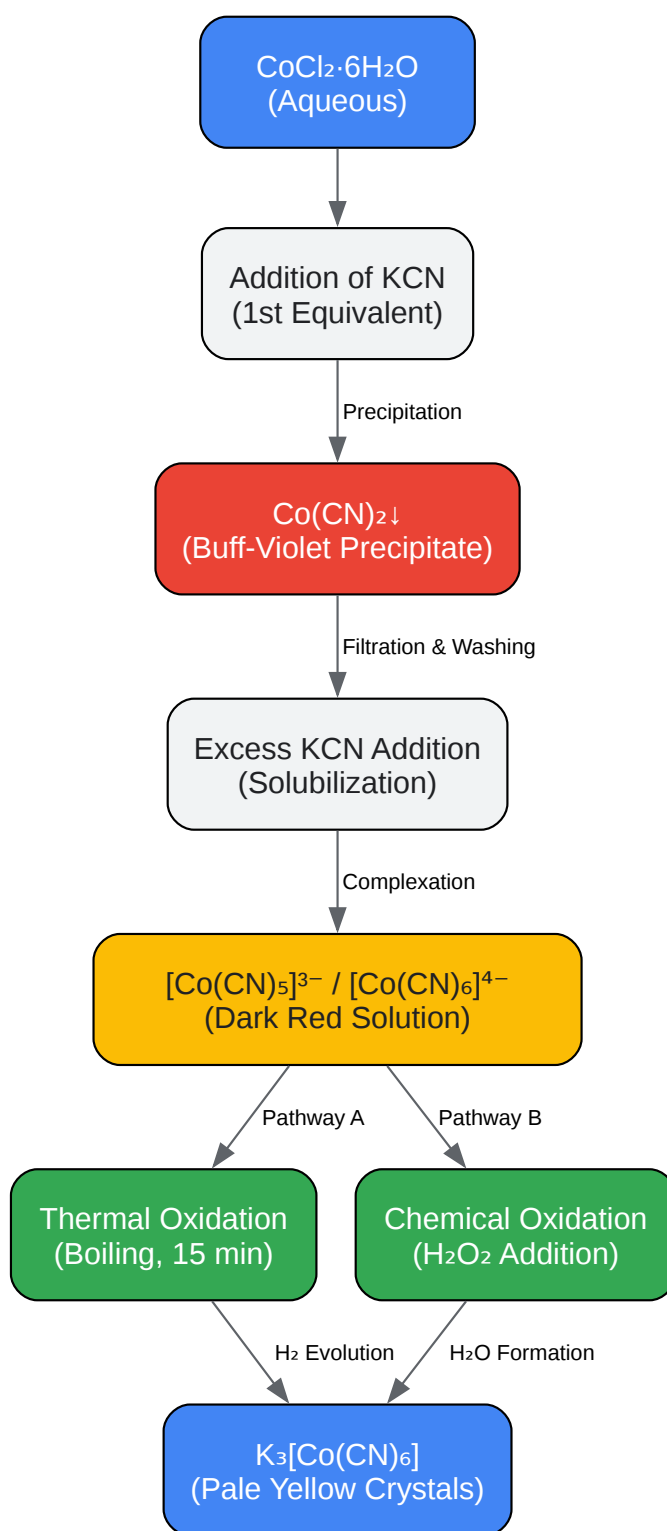 CoCl₂·6H₂O
(Aqueous)
Addition of KCN
(1st Equivalent)
Precipitation
Co(CN)₂↓
(Buff-Violet Precipitate)
Filtration & Washing
Excess KCN Addition
(Solubilization)
Complexation
[Co(CN)₅]³⁻ / [Co(CN)₆]⁴⁻
(Dark Red Solution)
Pathway A
Pathway B
Thermal Oxidation
(Boiling, 15 min)
Chemical Oxidation
(H₂O₂ Addition)
H₂ Evolution
H₂O Formation
K₃[Co(CN)₆]
(Pale Yellow Crystals)